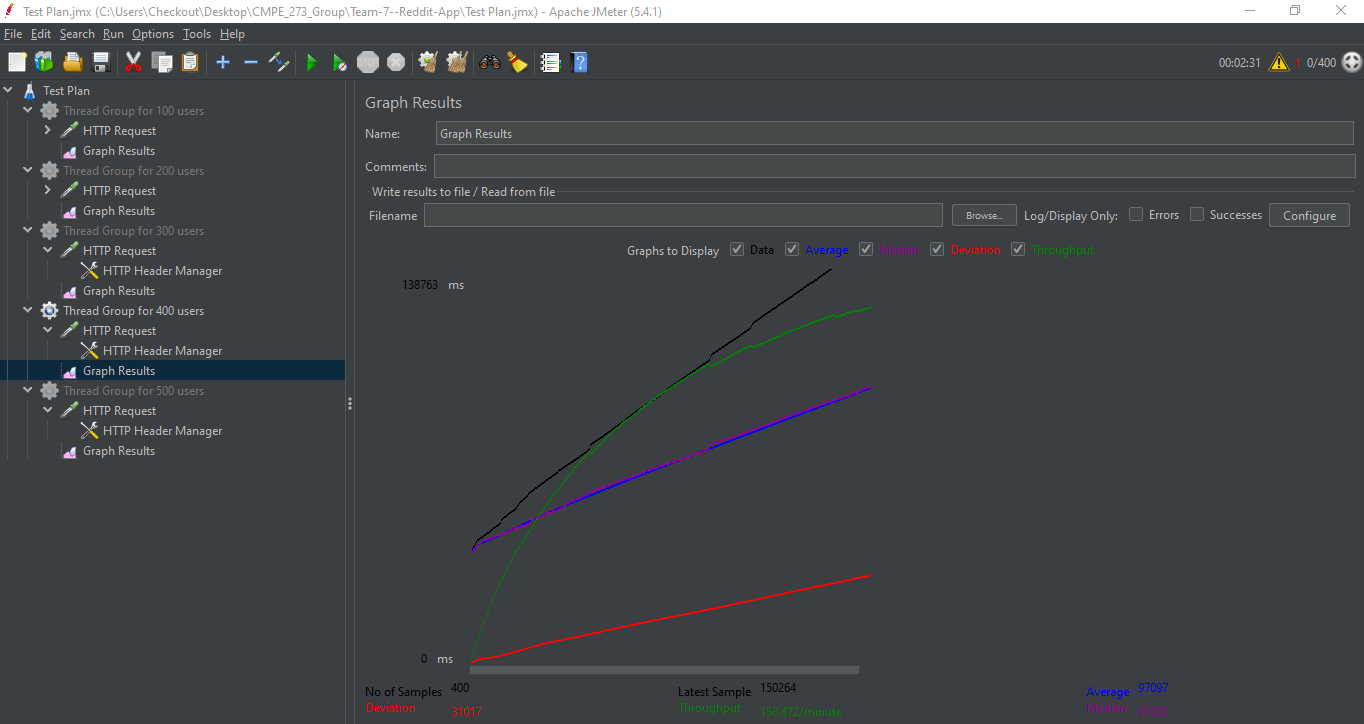 Test Plan.jmx (C:\Users\Checkout\Desktop\CMPE_273_Group\Team-7--Reddit-App\Test Plan.jmx) - Apache JMeter (5.4.1)
File Edit Search Run Options Tools Help
STOP
00:02:31 1 0/400
Test Plan
Thread Group for 100 users
HTTP Request
Graph Results
Thread Group for 200 users
HTTP Request
Graph Results
Thread Group for 300 users
HTTP Request
HTTP Header Manager
Graph Results
Thread Group for 400 users
HTTP Request
HTTP Header Manager
Graph Results
Thread Group for 500 users
HTTP Request
HTTP Header Manager
Graph Results
Graph Results
Name: Graph Results
Comments:
Write results to file / Read from file
Filename Browse... Log/Display Only: Errors Successes Configure
Graphs to Display Data Average Median Deviation Throughput
138763 ms
0 ms
No of Samples 400 Latest Sample 150264 Average 97097
Deviation 31017 Throughput 158.472/minute Median